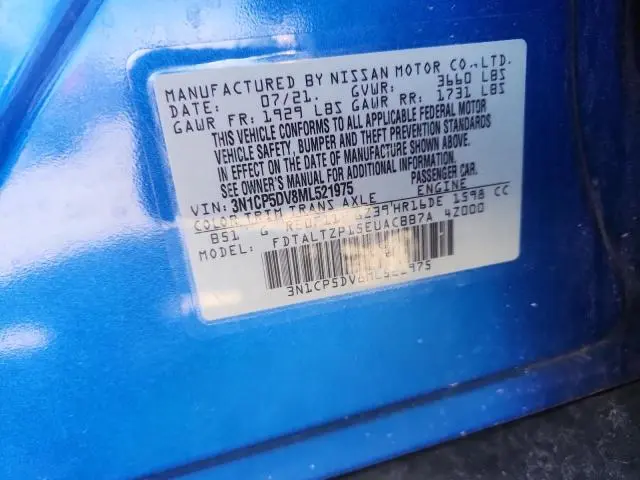 MANUFACTURED BY NISSAN MOTOR CO.,LTD.
DATE: 07/21. GVWR: 3660 LBS
GAWR FR: 1929 LBS GAWR RR: 1731 LBS
THIS VEHICLE CONFORMS TO ALL APPLICABLE FEDERAL MOTOR
VEHICLE SAFETY, BUMPER AND THEFT PREVENTION STANDARDS
IN EFFECT ON THE DATE OF MANUFACTURE SHOWN ABOVE.
SEE OWNER'S MANUAL FOR ADDITIONAL INFORMATION.
VIN: 3N1CP5DV8ML521975 PASSENGER CAR.
COLOR TRIM TRANS AXLE ENGINE
B51 G HR16DE 1598 CC
MODEL: FDTALTZP15EUACBB7A 4Z000